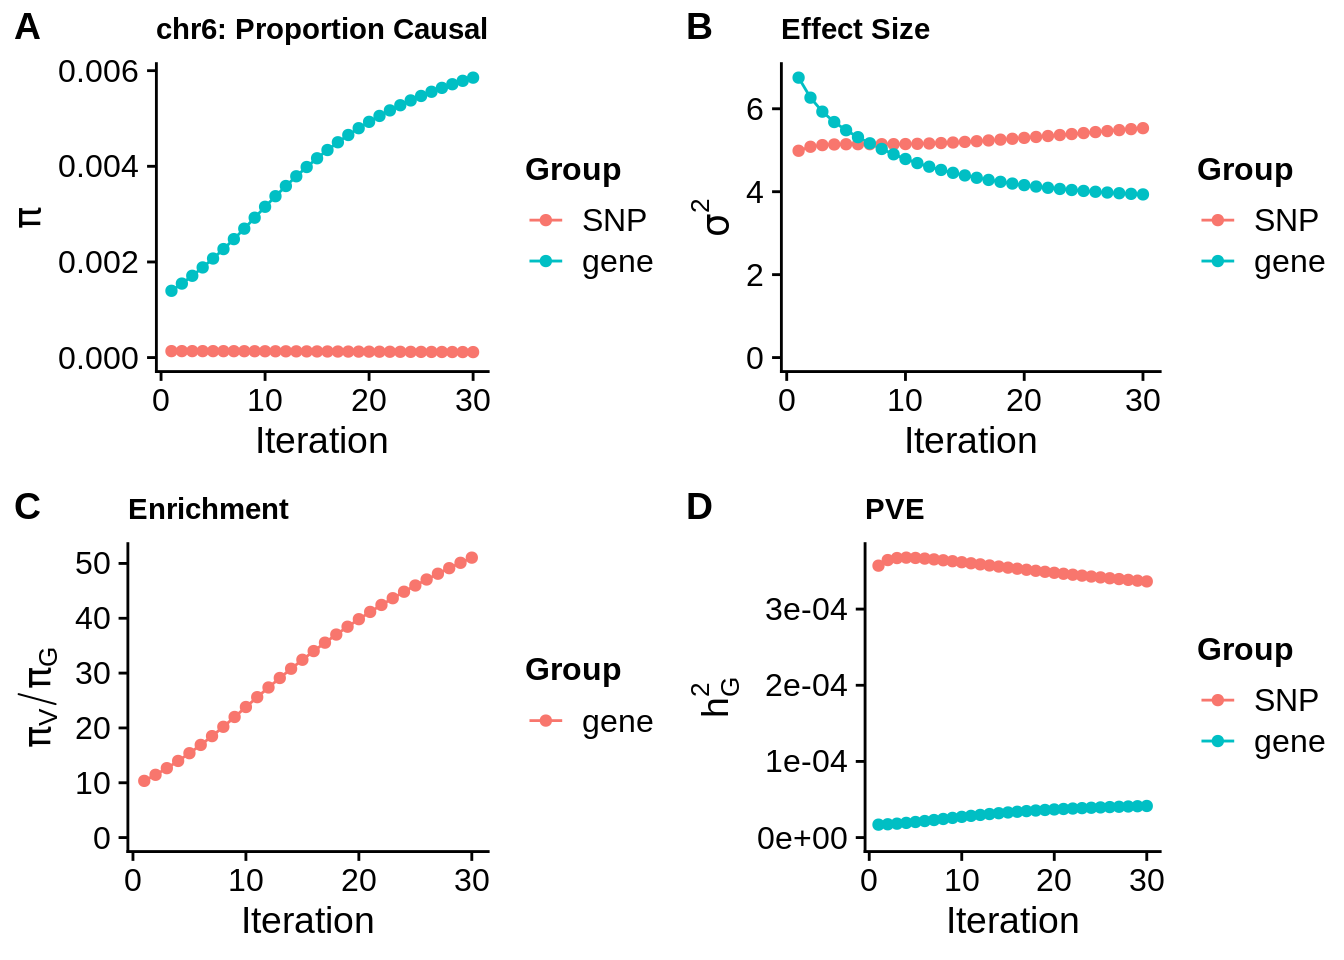 A
chr6: Proportion Causal
0.006
0.004
0.002
0.000
π
0 10 20 30
Iteration
Group
SNP
gene
B
Effect Size
6
4
2
0
σ²
0 10 20 30
Iteration
Group
SNP
gene
C
Enrichment
50
40
30
20
10
0
πV/πG
0 10 20 30
Iteration
Group
gene
D
PVE
3e-04
2e-04
1e-04
0e+00
h²G
0 10 20 30
Iteration
Group
SNP
gene